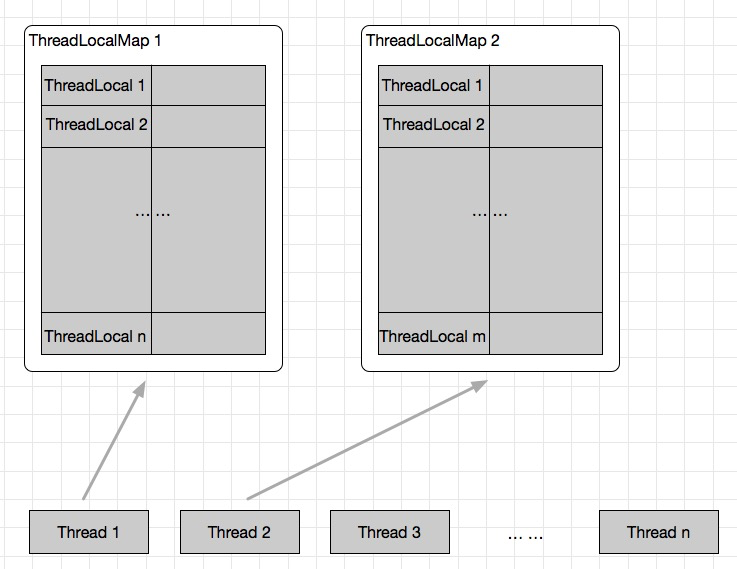 ThreadLocalMap 1
ThreadLocal 1
ThreadLocal 2
... ...
ThreadLocal n
ThreadLocalMap 2
ThreadLocal 1
ThreadLocal 2
... ...
ThreadLocal m
Thread 1
Thread 2
Thread 3
... ...
Thread n